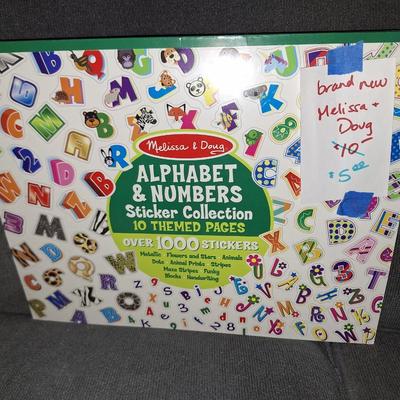 Melissa & Doug
ALPHABET
& NUMBERS
Sticker Collection
10 THEMED PAGES
OVER 1000 STICKERS
Metallic Flowers and Stars Animals
Dots Animal Prints Stripes
Maze Stripes Funky
Blocks Handwriting
brand new
Melissa +
Doug
$10-
$5.00